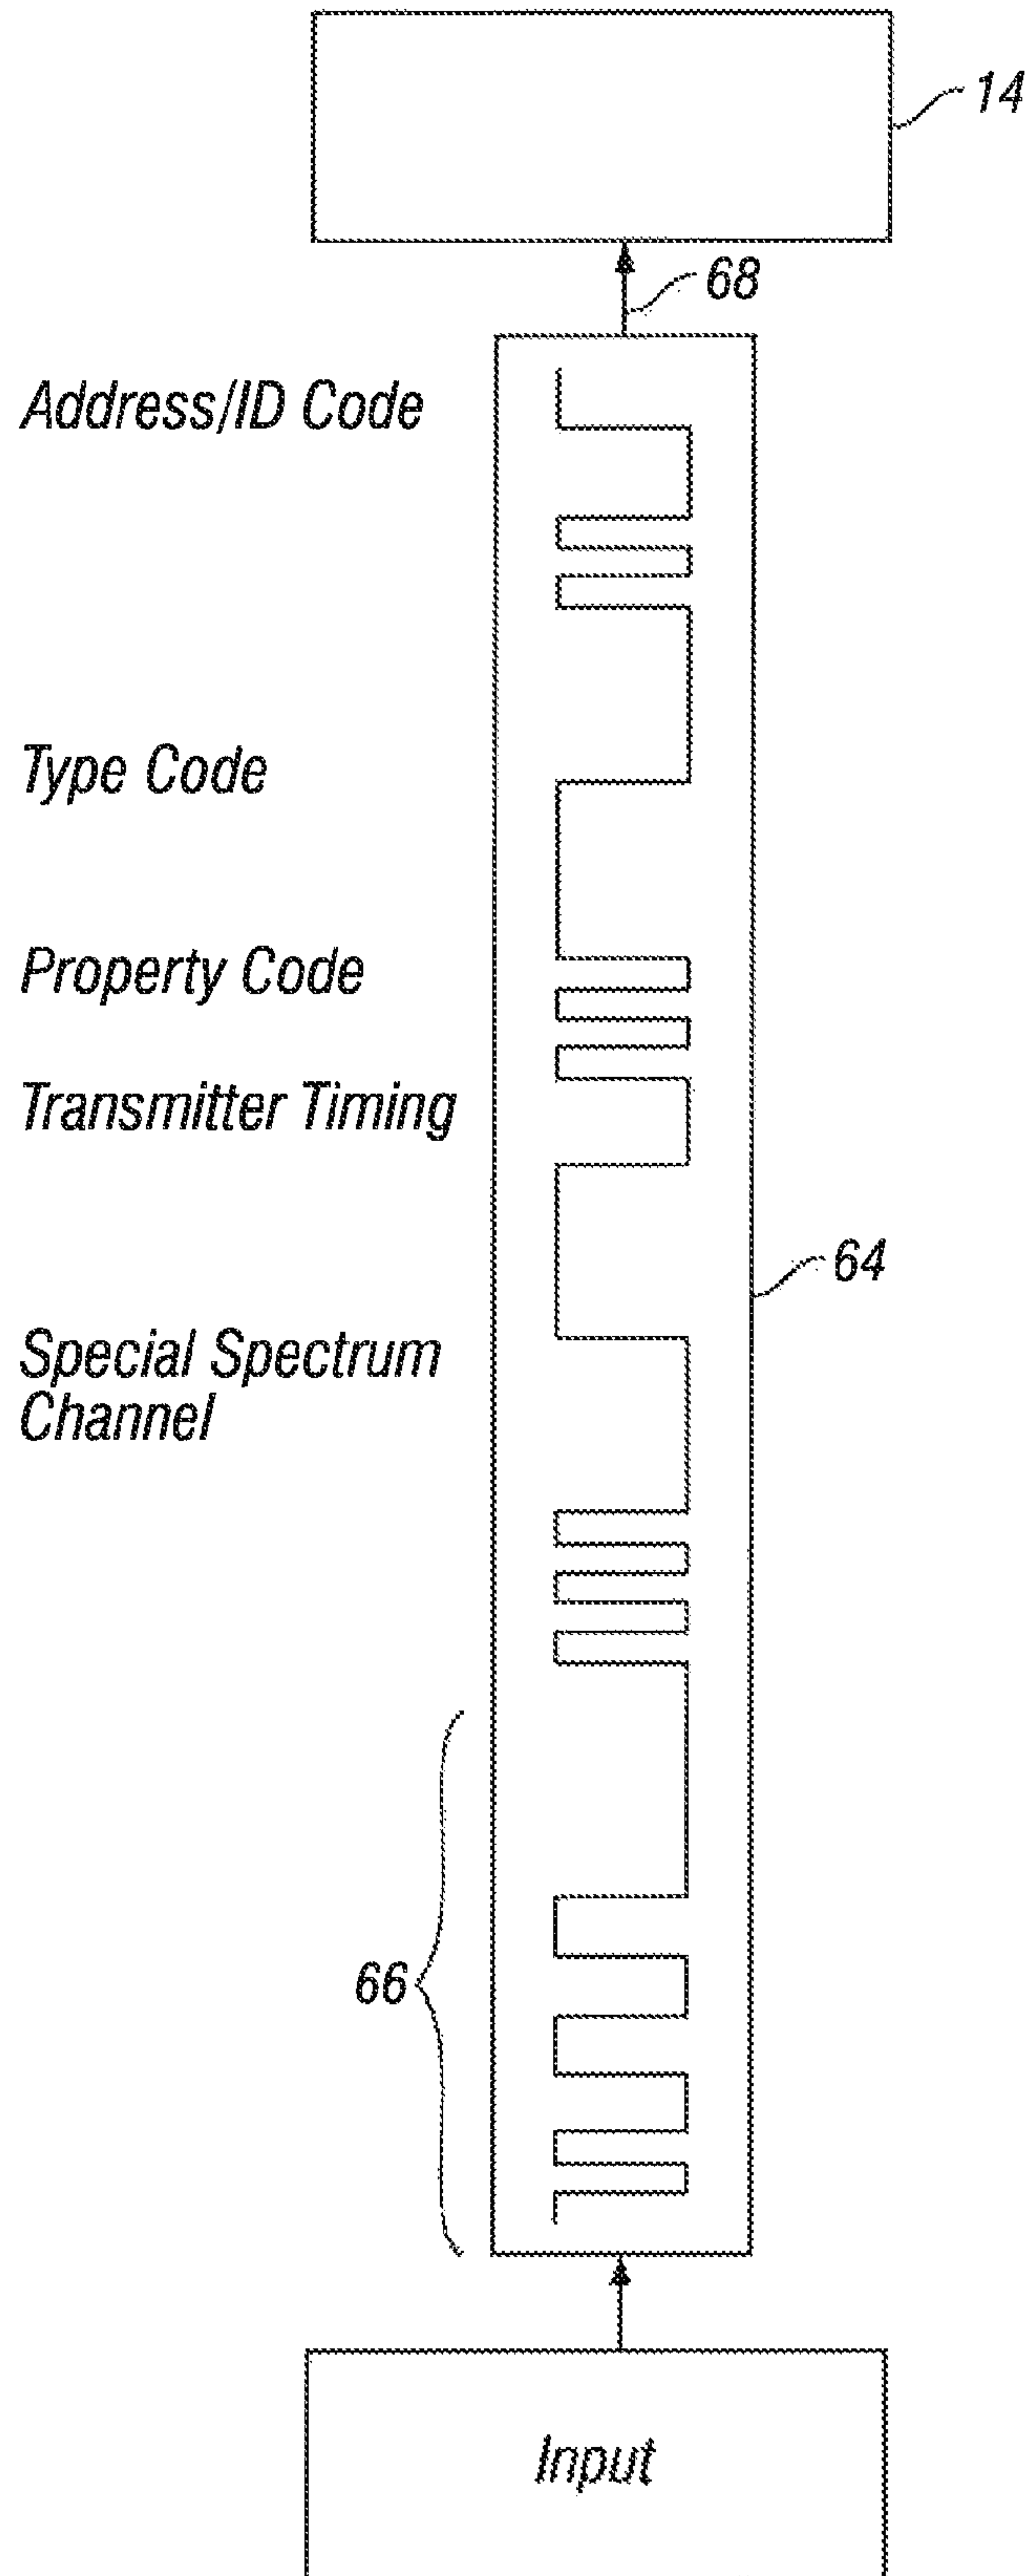 14
68
Address/ID Code
Type Code
Property Code
Transmitter Timing
64
Special Spectrum
Channel
66
Input